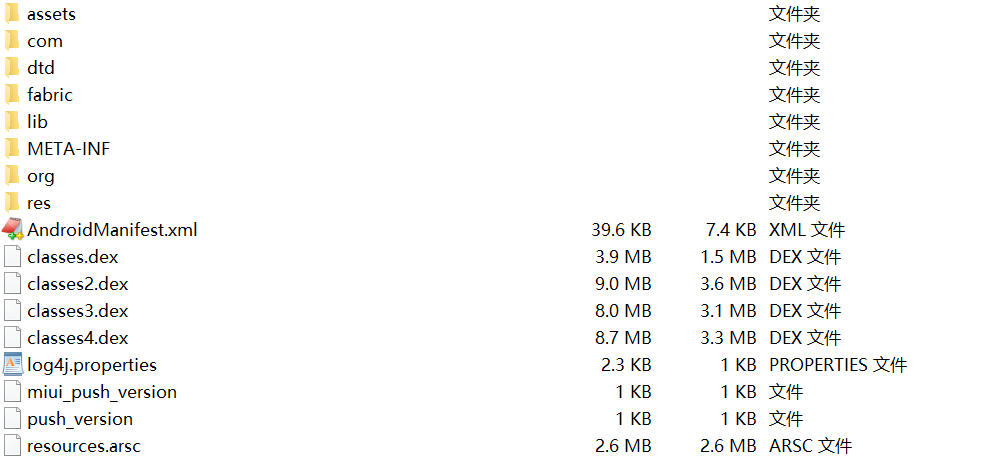 assets 文件夹
com 文件夹
dtd 文件夹
fabric 文件夹
lib 文件夹
META-INF 文件夹
org 文件夹
res 文件夹
AndroidManifest.xml 39.6 KB 7.4 KB XML 文件
classes.dex 3.9 MB 1.5 MB DEX 文件
classes2.dex 9.0 MB 3.6 MB DEX 文件
classes3.dex 8.0 MB 3.1 MB DEX 文件
classes4.dex 8.7 MB 3.3 MB DEX 文件
log4j.properties 2.3 KB 1 KB PROPERTIES 文件
miui_push_version 1 KB 1 KB 文件
push_version 1 KB 1 KB 文件
resources.arsc 2.6 MB 2.6 MB ARSC 文件